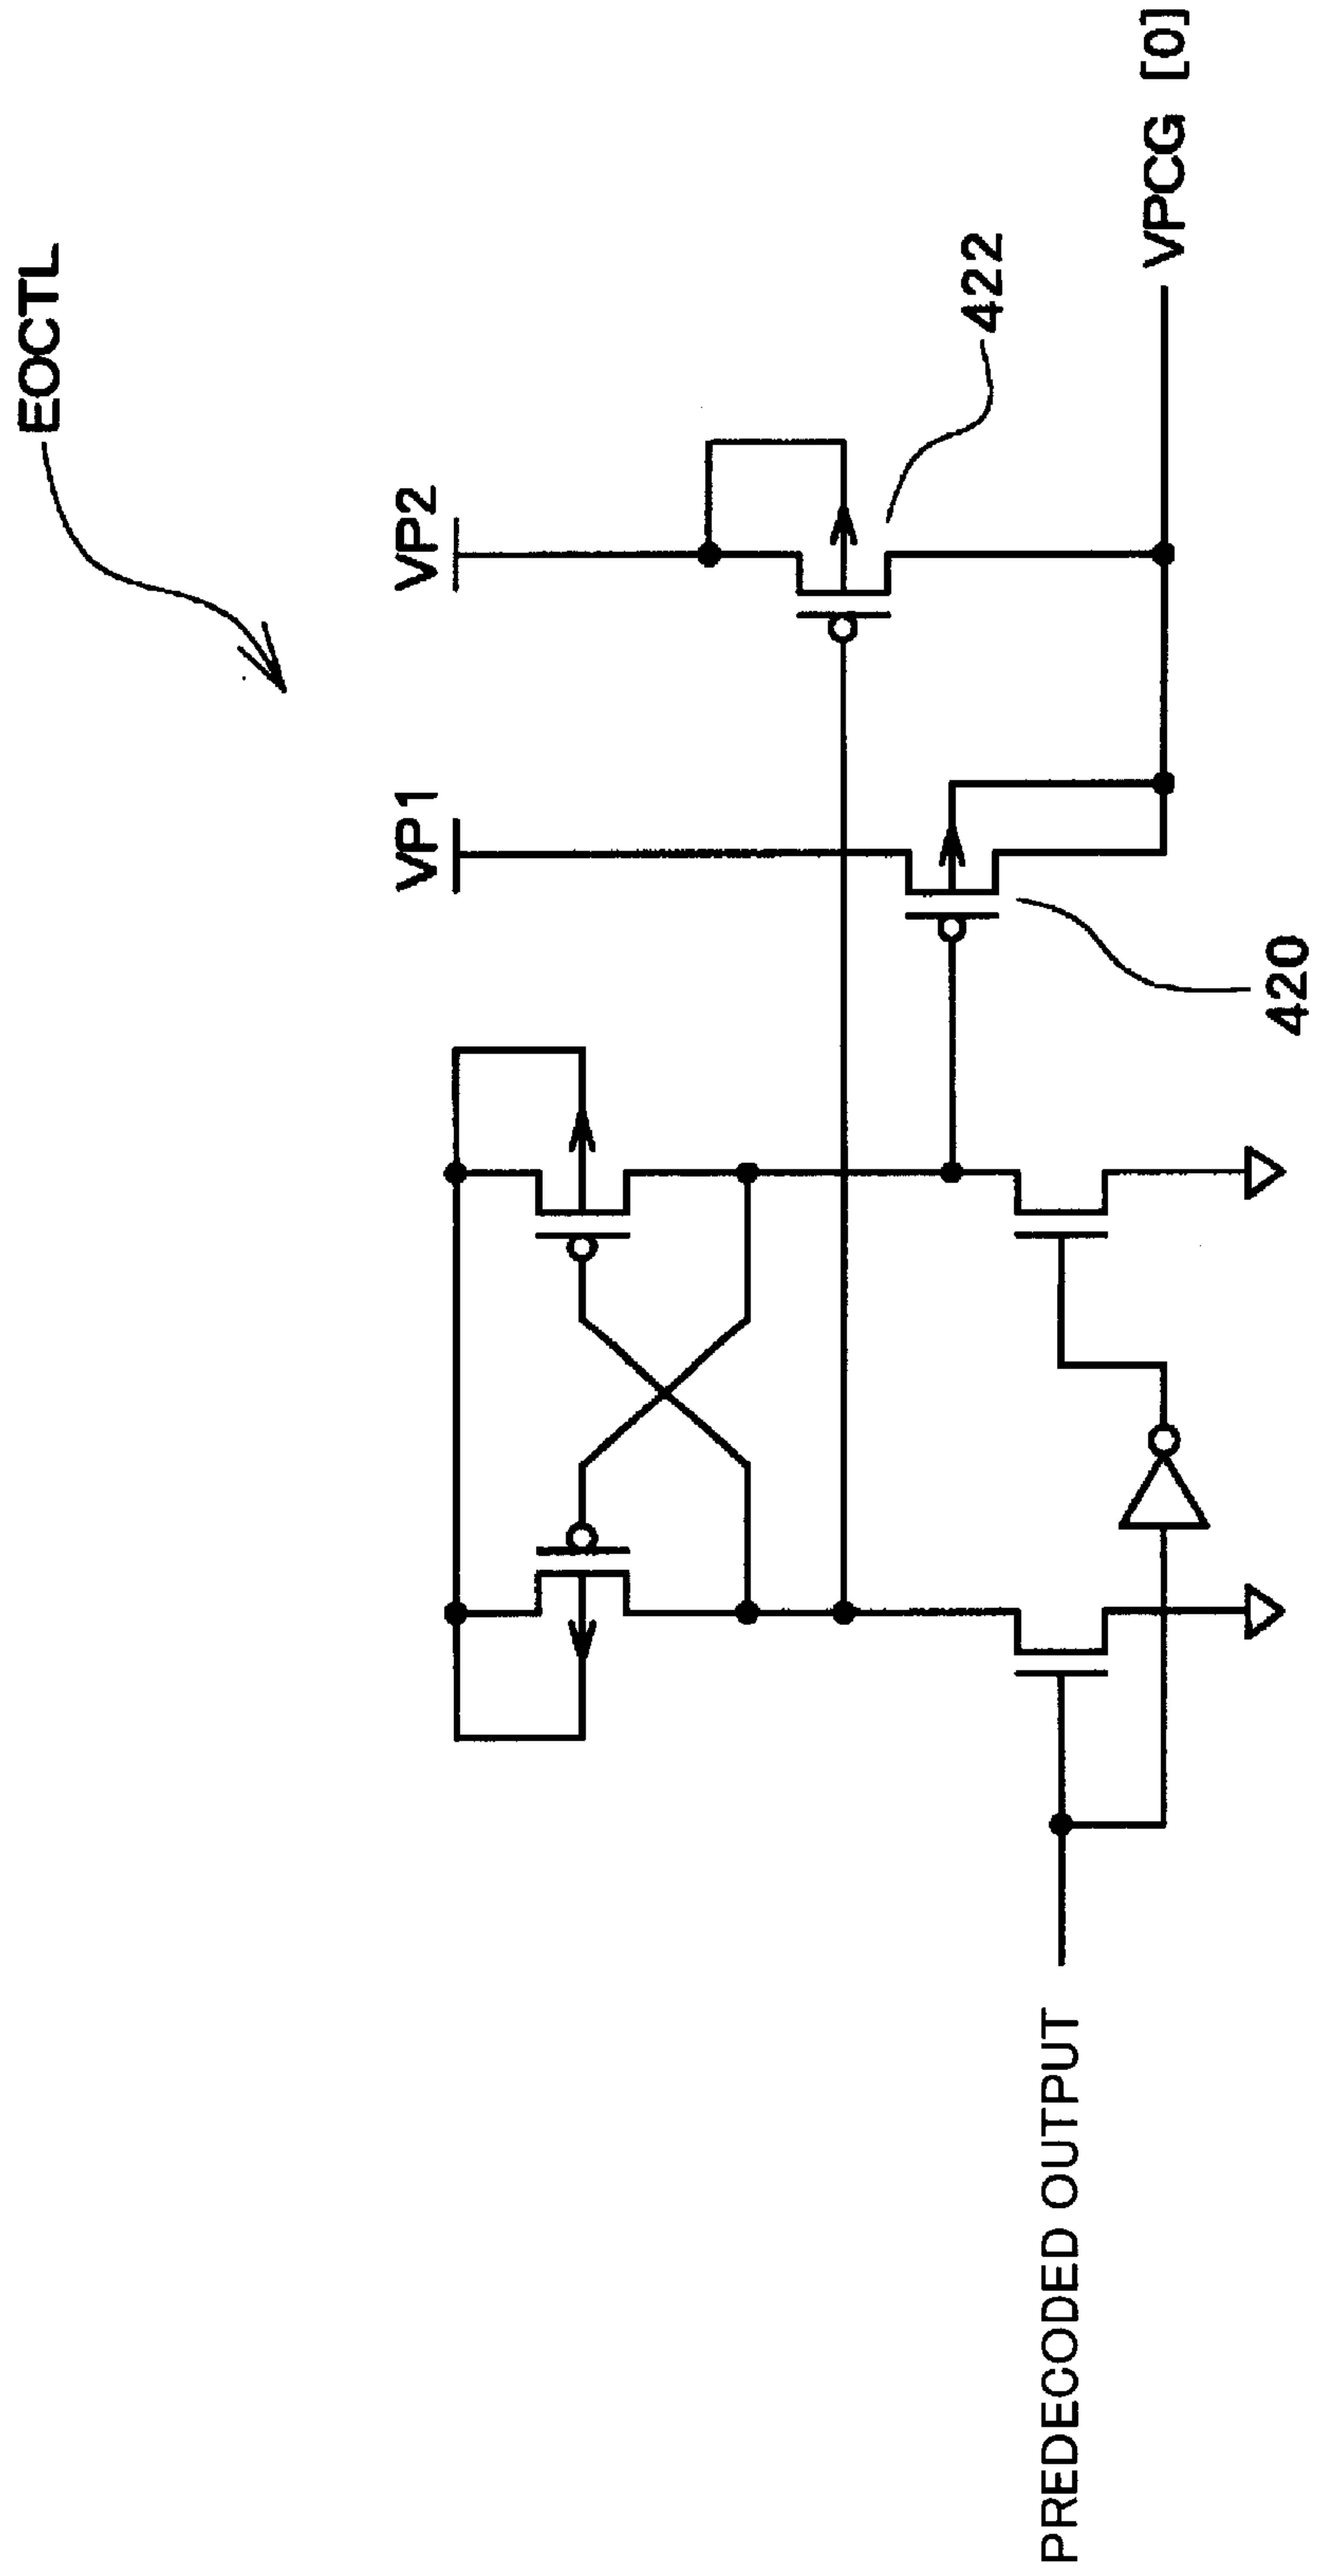 EOCTL
VP1
VP2
422
VPCG [0]
420
PREDECODED OUTPUT